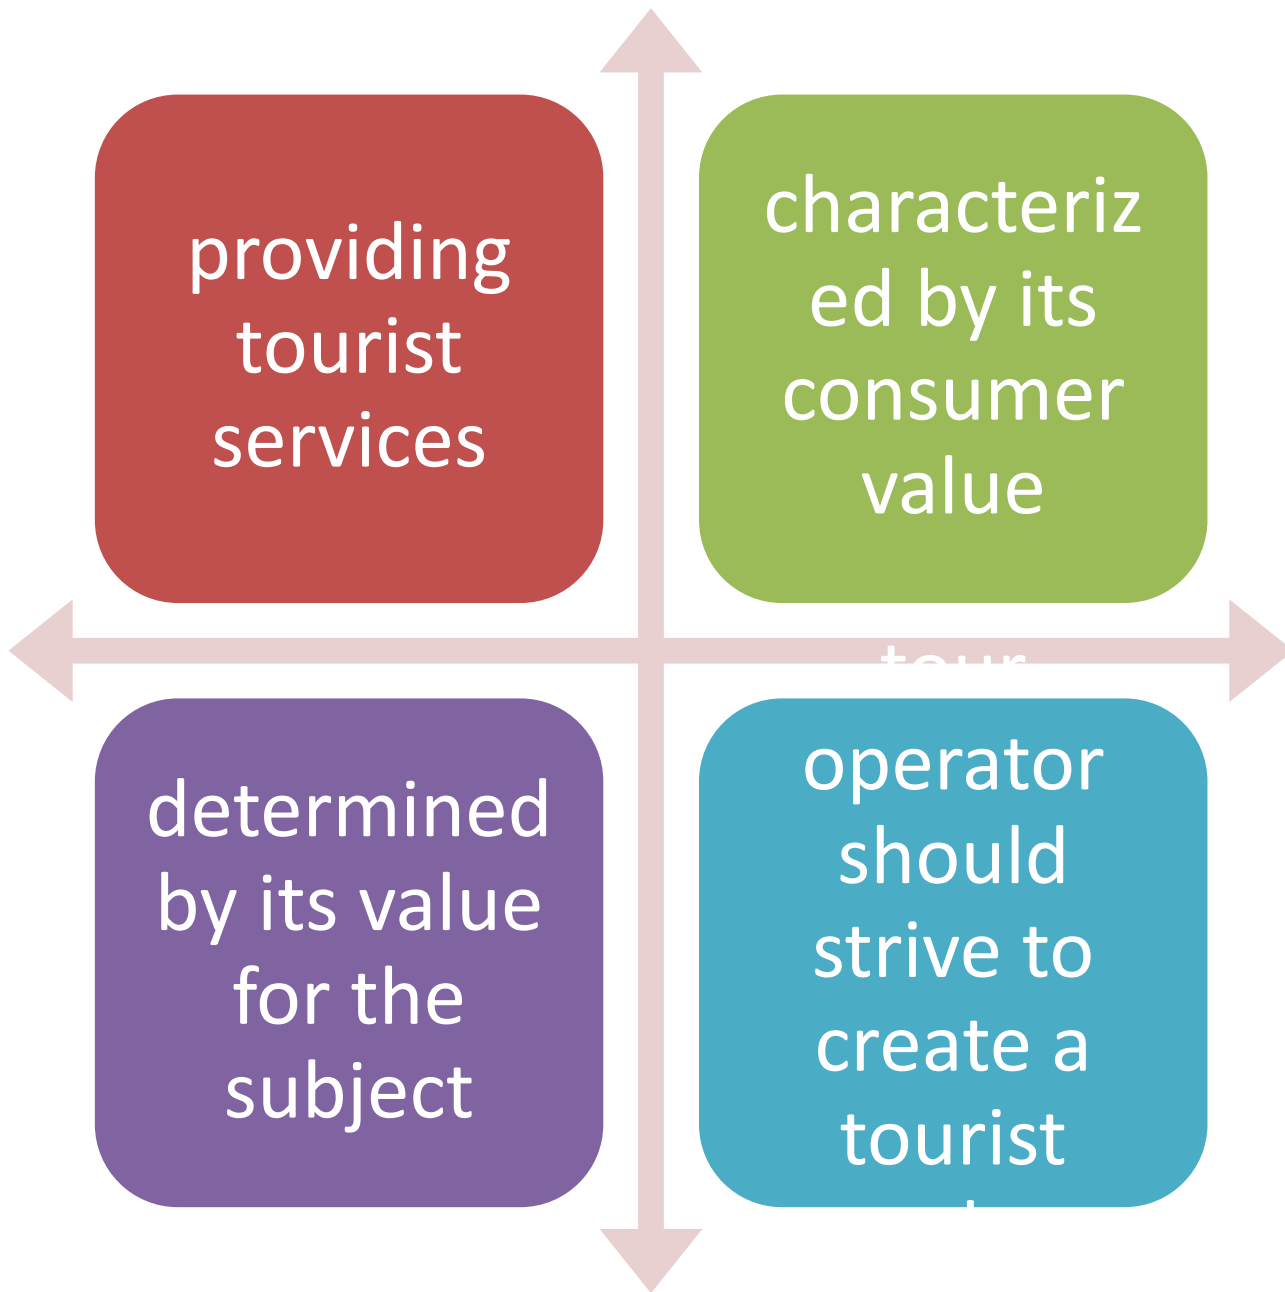 providing
tourist
services
characteriz
ed by its
consumer
value
determined
by its value
for the
subject
tour
operator
should
strive to
create a
tourist